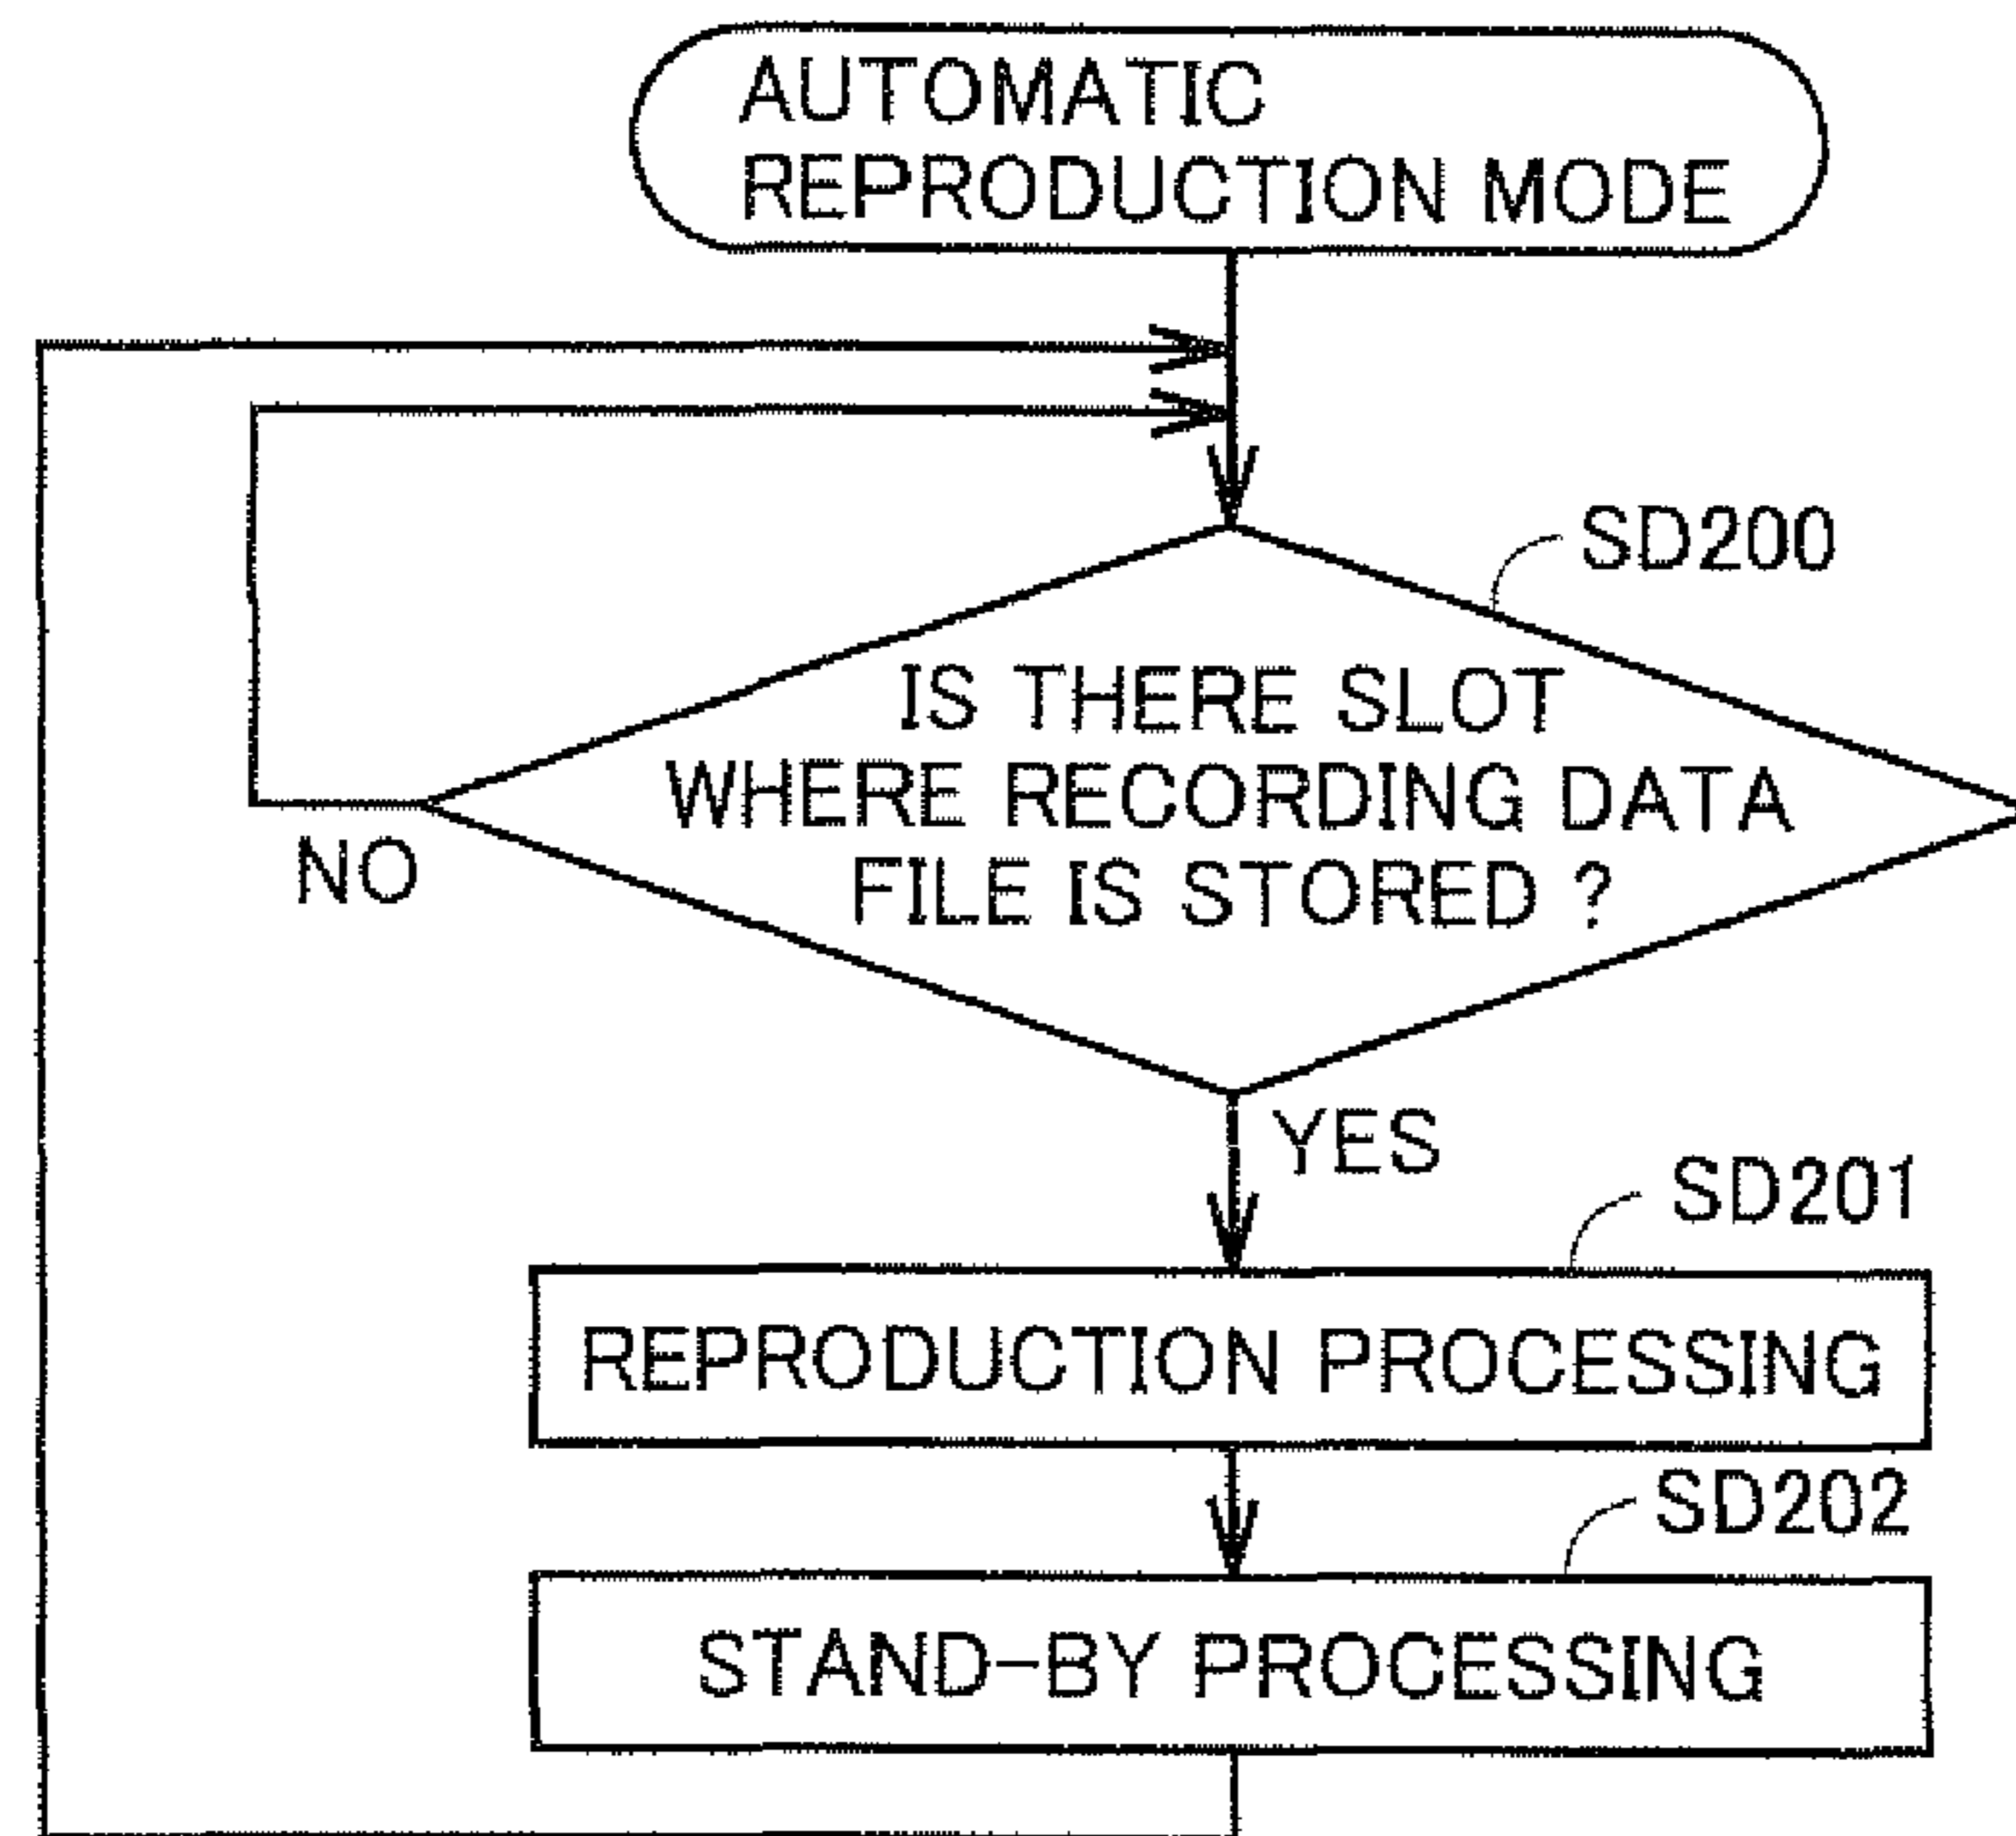 AUTOMATIC
REPRODUCTION MODE
SD200
IS THERE SLOT
WHERE RECORDING DATA
FILE IS STORED ?
NO
YES
SD201
REPRODUCTION PROCESSING
SD202
STAND-BY PROCESSING